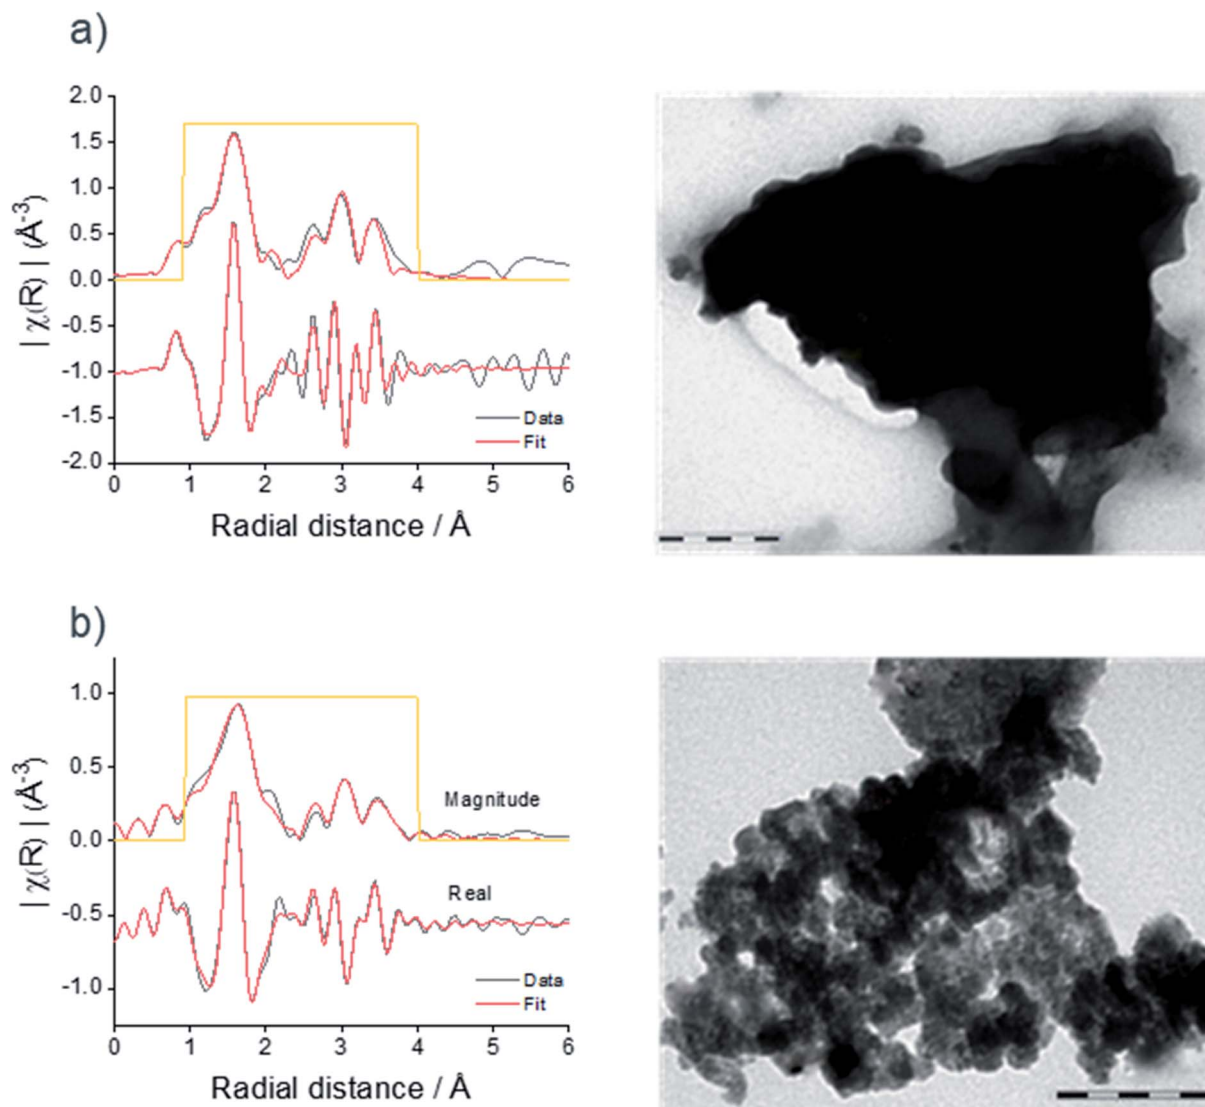 a)
2.0
1.5
1.0
0.5
0.0
-0.5
-1.0
-1.5
-2.0
| χ(R) | (Å⁻³)
Data
Fit
0 1 2 3 4 5 6
Radial distance / Å
b)
1.0
0.5
0.0
-0.5
-1.0
| χ(R) | (Å⁻³)
Magnitude
Real
Data
Fit
0 1 2 3 4 5 6
Radial distance / Å